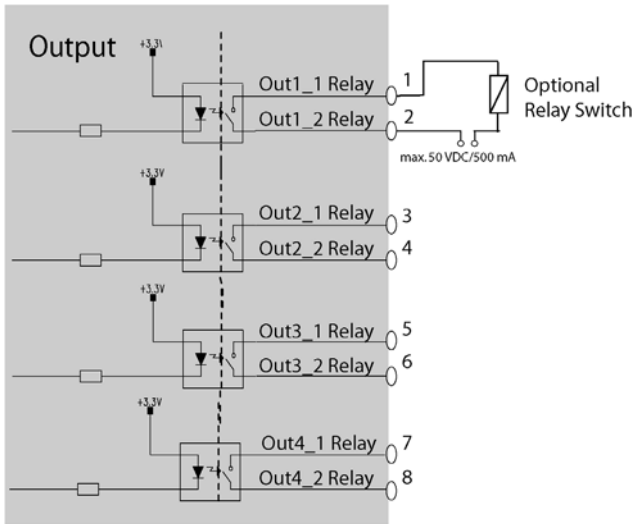 Output
+3.3V
Out1_1 Relay 1
Out1_2 Relay 2
Optional
Relay Switch
max. 50 VDC/500 mA
+3.3V
Out2_1 Relay 3
Out2_2 Relay 4
+3.3V
Out3_1 Relay 5
Out3_2 Relay 6
+3.3V
Out4_1 Relay 7
Out4_2 Relay 8